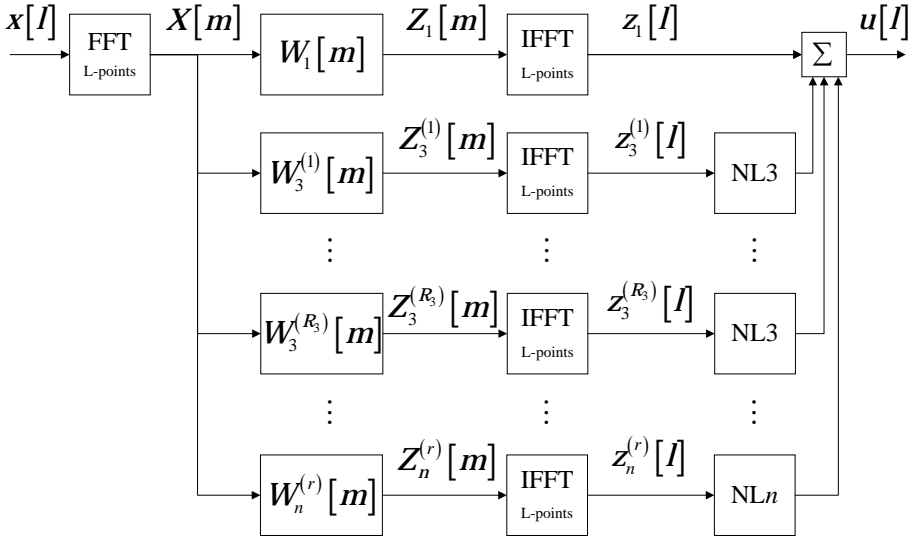 x[l] X[m] Z₁[m] z₁[l] u[l]
FFT
L-points
W₁[m]
IFFT
L-points
Σ
Z₃⁽¹⁾[m] z₃⁽¹⁾[l]
W₃⁽¹⁾[m]
IFFT
L-points
NL3
⋮ ⋮ ⋮
Z₃^(R₃)[m] z₃^(R₃)[l]
W₃^(R₃)[m]
IFFT
L-points
NL3
⋮ ⋮ ⋮
Zₙ⁽ʳ⁾[m] zₙ⁽ʳ⁾[l]
Wₙ⁽ʳ⁾[m]
IFFT
L-points
NLn